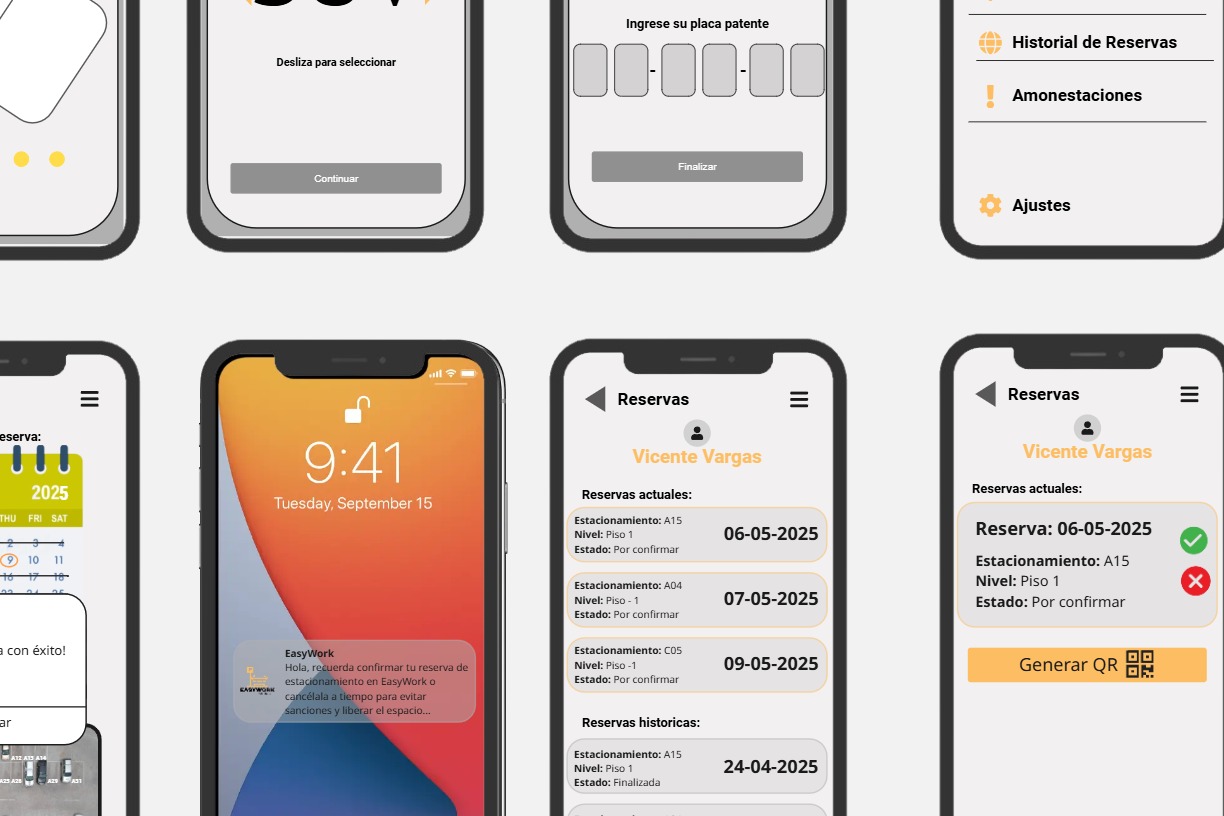 Desliza para seleccionar
Continuar
Ingrese su placa patente
-
-
Finalizar
Historial de Reservas
Amonestaciones
Ajustes
eserva:
2025
THU FRI SAT
2 3 4
9 10 11
16 17 18
a con éxito!
ar
9:41
Tuesday, September 15
EasyWork
Hola, recuerda confirmar tu reserva de
estacionamiento en EasyWork o
cancélala a tiempo para evitar
sanciones y liberar el espacio...
EASYWORK
Reservas
Vicente Vargas
Reservas actuales:
Estacionamiento: A15
Nivel: Piso 1
Estado: Por confirmar
06-05-2025
Estacionamiento: A04
Nivel: Piso - 1
Estado: Por confirmar
07-05-2025
Estacionamiento: C05
Nivel: Piso -1
Estado: Por confirmar
09-05-2025
Reservas historicas:
Estacionamiento: A15
Nivel: Piso 1
Estado: Finalizada
24-04-2025
Reservas
Vicente Vargas
Reservas actuales:
Reserva: 06-05-2025
Estacionamiento: A15
Nivel: Piso 1
Estado: Por confirmar
Generar QR